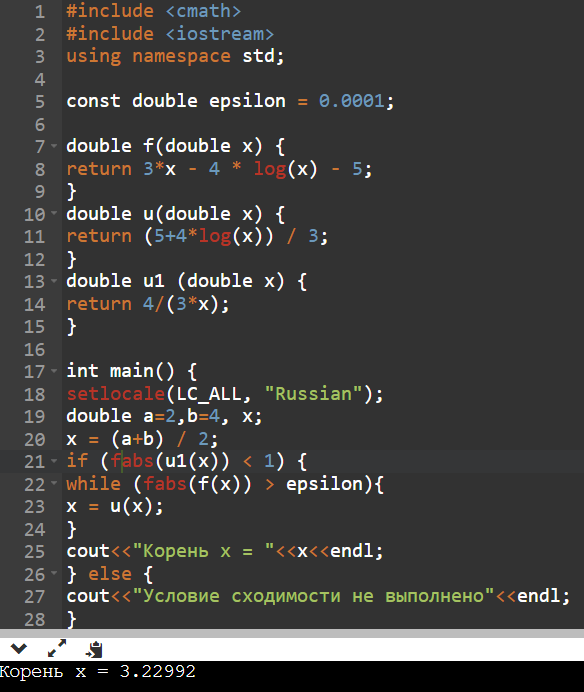 1 #include <cmath>
2 #include <iostream>
3 using namespace std;
4
5 const double epsilon = 0.0001;
6
7 double f(double x) {
8 return 3*x - 4 * log(x) - 5;
9 }
10 double u(double x) {
11 return (5+4*log(x)) / 3;
12 }
13 double u1 (double x) {
14 return 4/(3*x);
15 }
16
17 int main() {
18 setlocale(LC_ALL, "Russian");
19 double a=2,b=4, x;
20 x = (a+b) / 2;
21 if (fabs(u1(x)) < 1) {
22 while (fabs(f(x)) > epsilon){
23 x = u(x);
24 }
25 cout<<"Корень x = "<<x<<endl;
26 } else {
27 cout<<"Условие сходимости не выполнено"<<endl;
28 }
Корень x = 3.22992